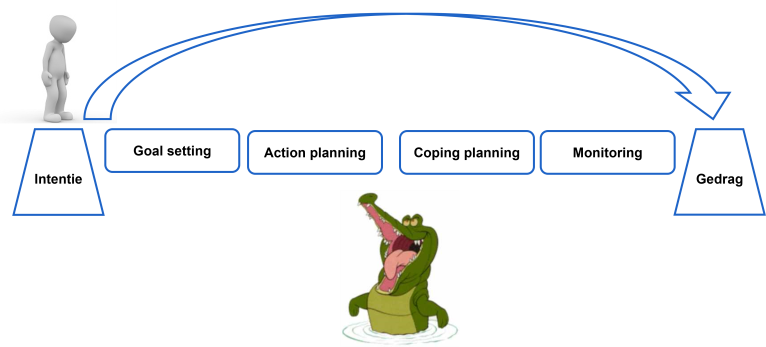 Intentie
Goal setting
Action planning
Coping planning
Monitoring
Gedrag